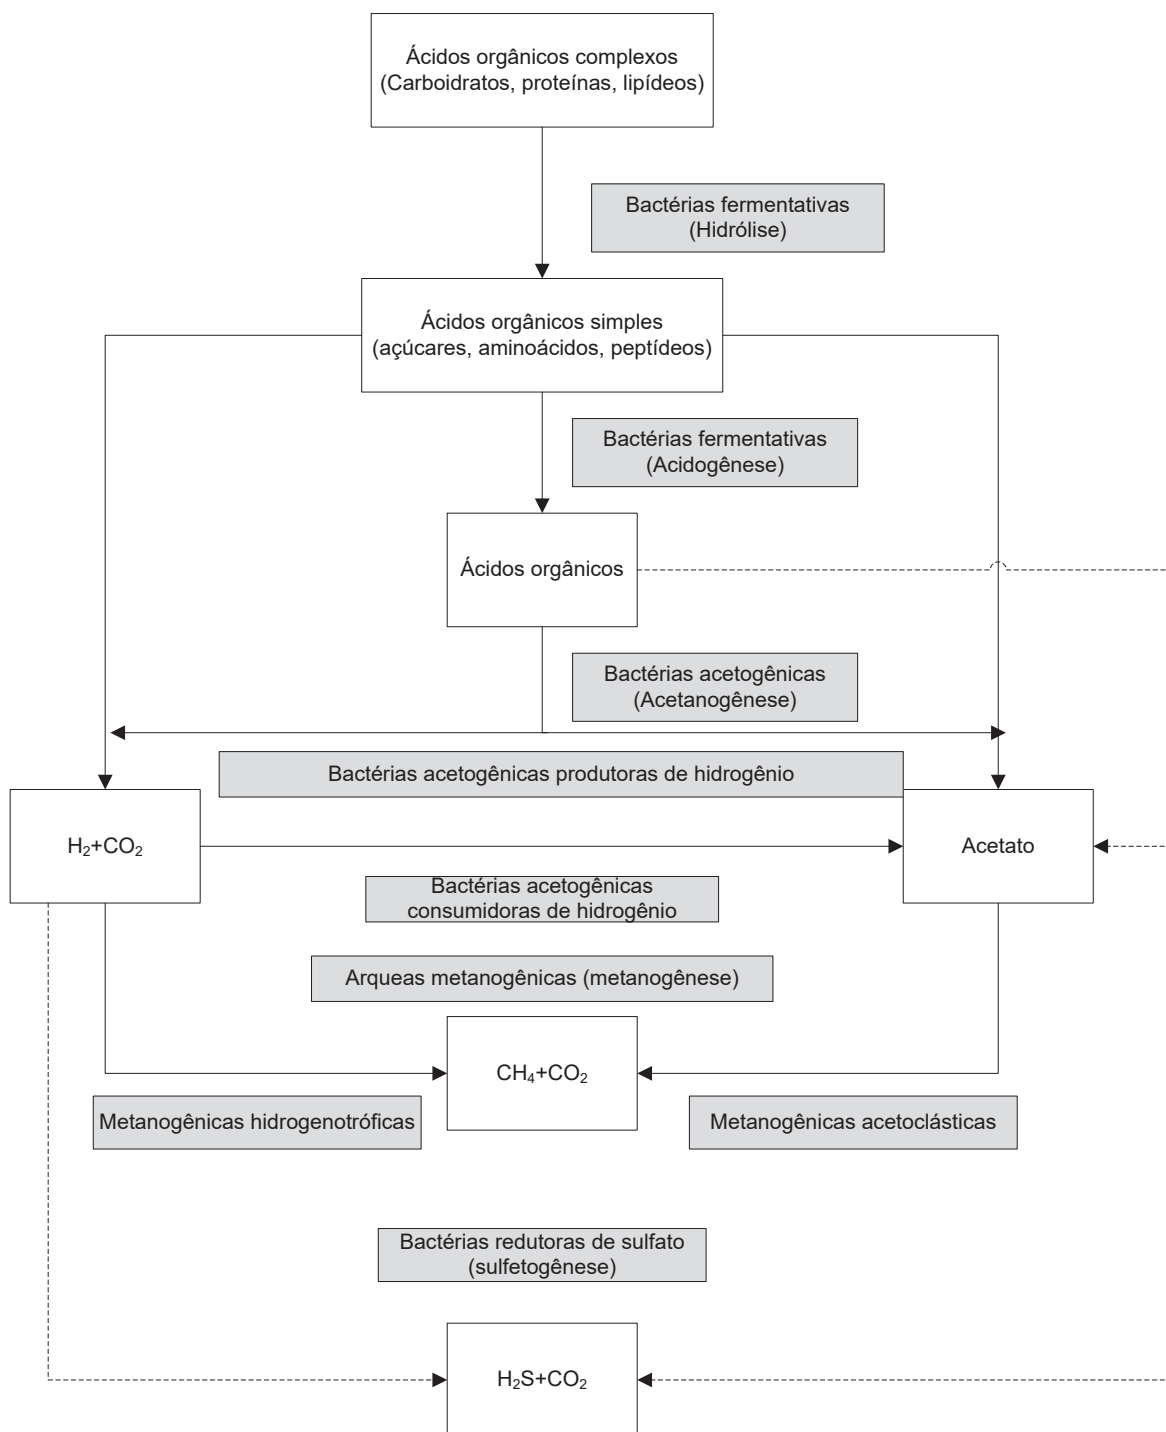 Ácidos orgânicos complexos
(Carboidratos, proteínas, lipídeos)
Bactérias fermentativas
(Hidrólise)
Ácidos orgânicos simples
(açúcares, aminoácidos, peptídeos)
Bactérias fermentativas
(Acidogênese)
Ácidos orgânicos
Bactérias acetogênicas
(Acetanogênese)
Bactérias acetogênicas produtoras de hidrogênio
H₂+CO₂
Acetato
Bactérias acetogênicas
consumidoras de hidrogênio
Arqueas metanogênicas (metanogênese)
CH₄+CO₂
Metanogênicas hidrogenotróficas
Metanogênicas acetoclásticas
Bactérias redutoras de sulfato
(sulfetogênese)
H₂S+CO₂